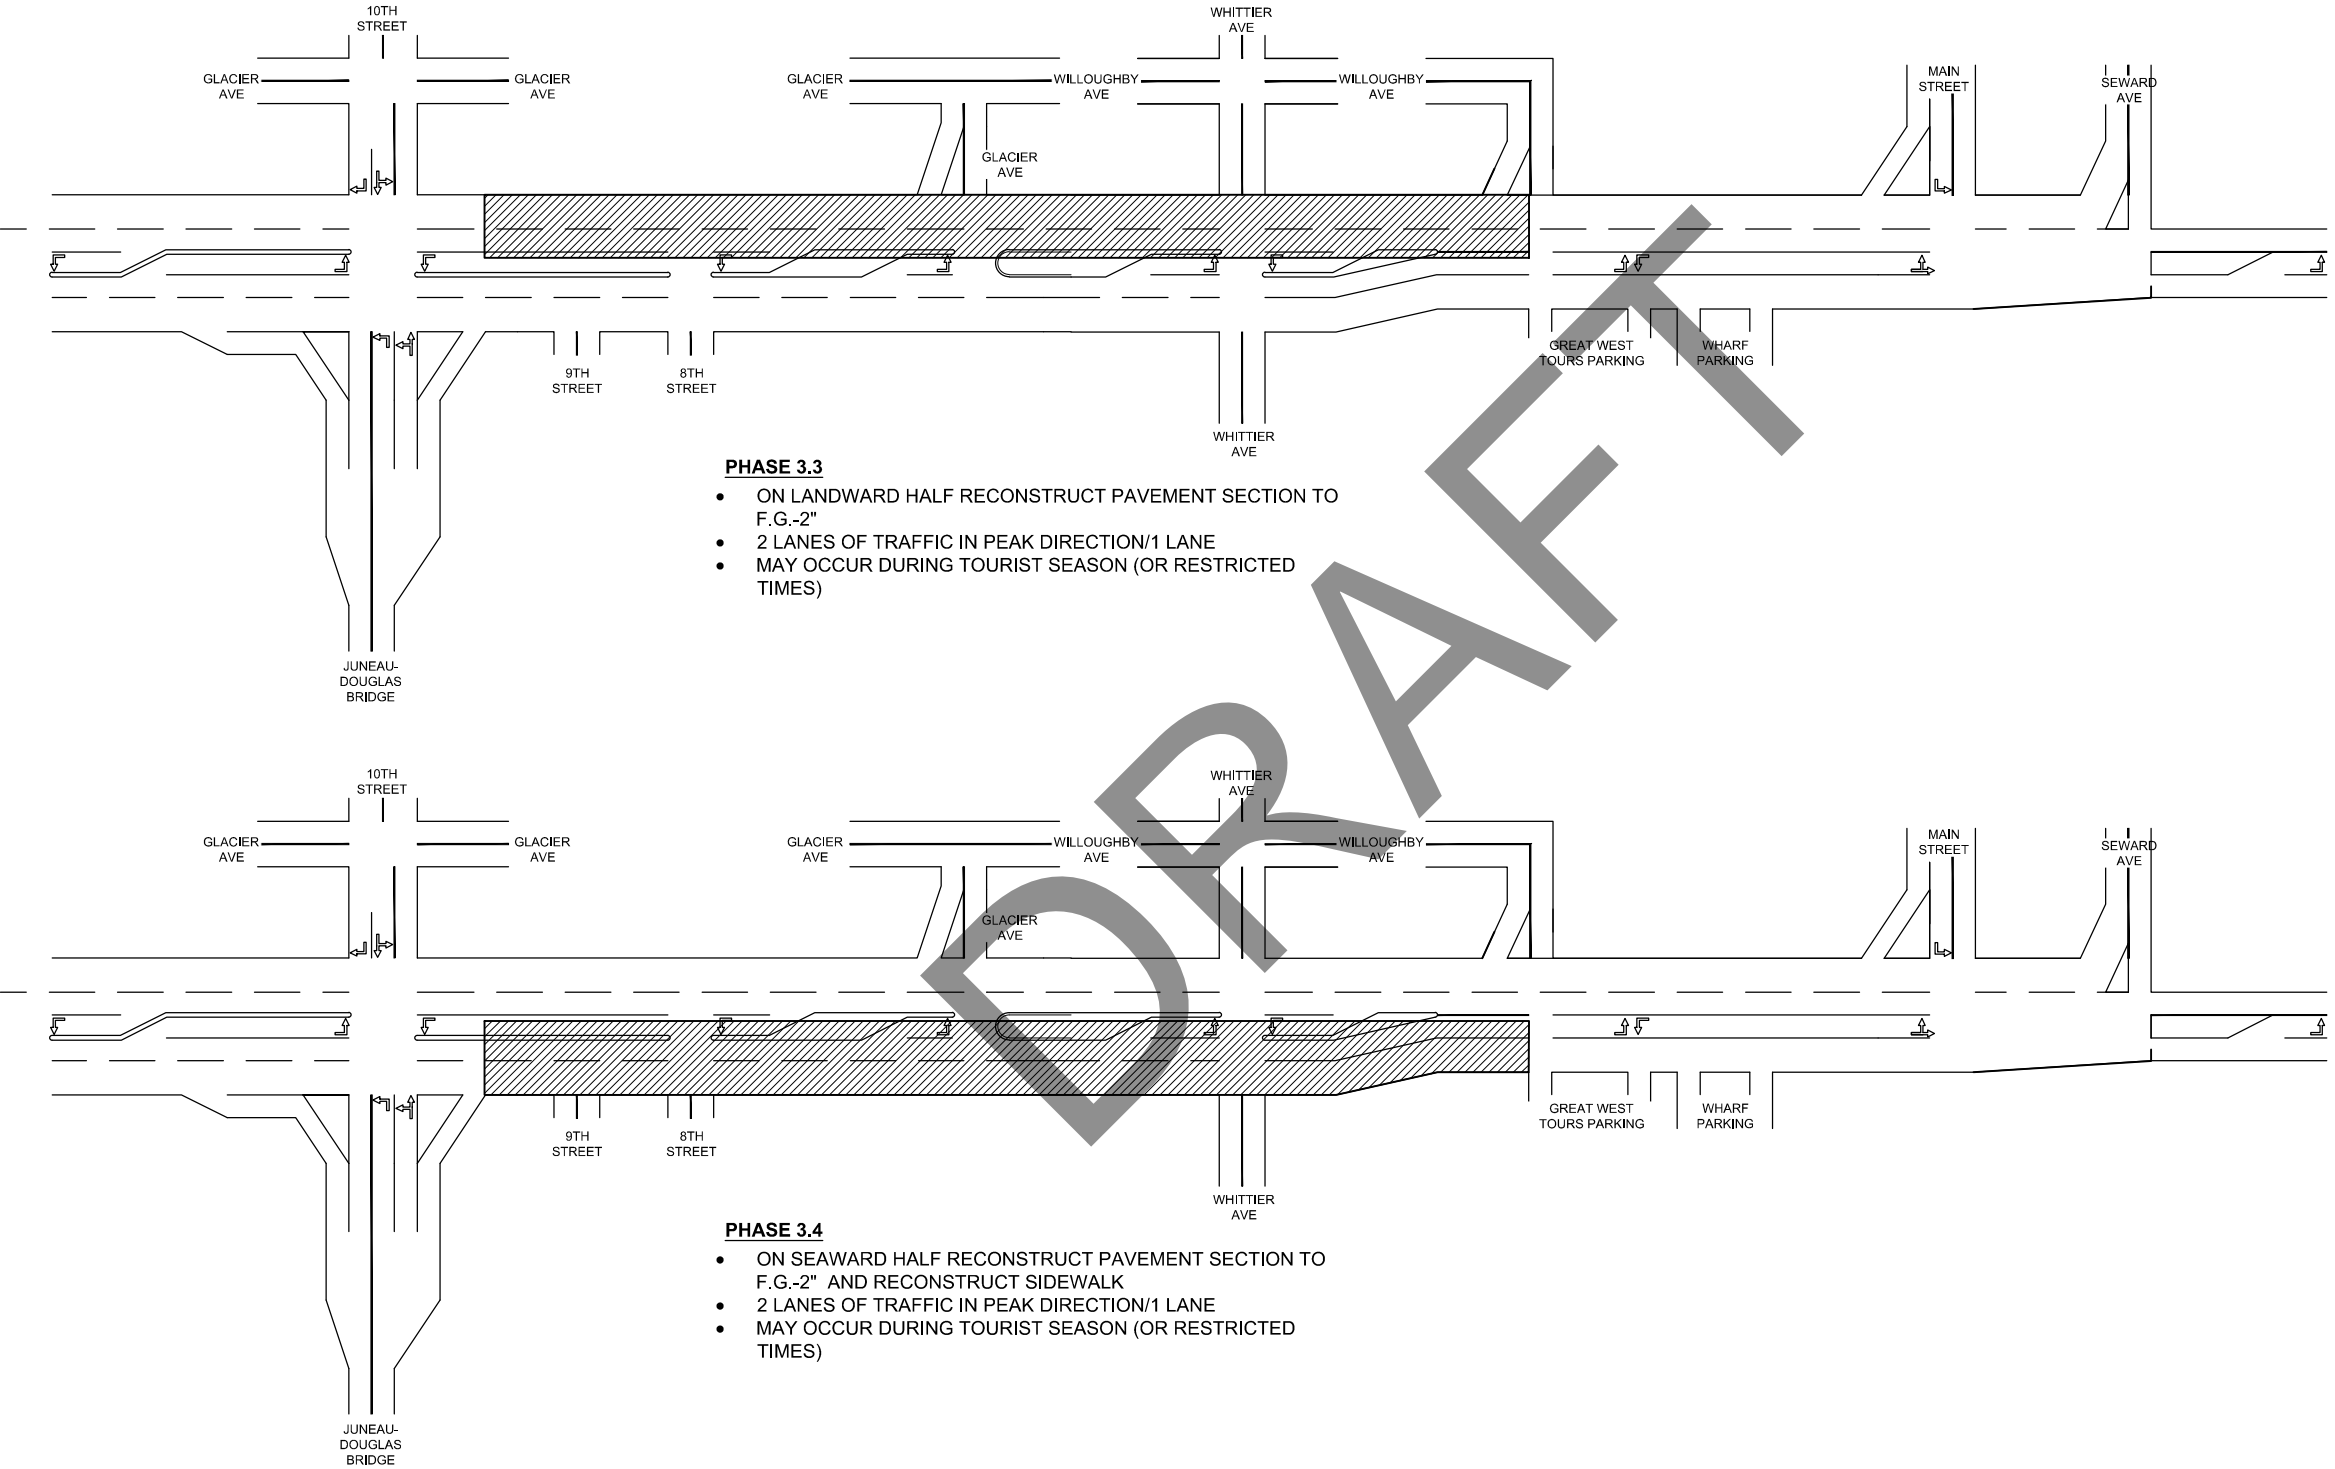 10TH
STREET
WHITTIER
AVE
GLACIER
AVE
GLACIER
AVE
GLACIER
AVE
WILLOUGHBY
AVE
WILLOUGHBY
AVE
MAIN
STREET
SEWARD
AVE
GLACIER
AVE
9TH
STREET
8TH
STREET
GREAT WEST
TOURS PARKING
WHARF
PARKING
WHITTIER
AVE
PHASE 3.3
• ON LANDWARD HALF RECONSTRUCT PAVEMENT SECTION TO
F.G.-2"
• 2 LANES OF TRAFFIC IN PEAK DIRECTION/1 LANE
• MAY OCCUR DURING TOURIST SEASON (OR RESTRICTED
TIMES)
JUNEAU-
DOUGLAS
BRIDGE
DRAFT
10TH
STREET
WHITTIER
AVE
GLACIER
AVE
GLACIER
AVE
GLACIER
AVE
WILLOUGHBY
AVE
WILLOUGHBY
AVE
MAIN
STREET
SEWARD
AVE
GLACIER
AVE
9TH
STREET
8TH
STREET
GREAT WEST
TOURS PARKING
WHARF
PARKING
WHITTIER
AVE
PHASE 3.4
• ON SEAWARD HALF RECONSTRUCT PAVEMENT SECTION TO
F.G.-2" AND RECONSTRUCT SIDEWALK
• 2 LANES OF TRAFFIC IN PEAK DIRECTION/1 LANE
• MAY OCCUR DURING TOURIST SEASON (OR RESTRICTED
TIMES)
JUNEAU-
DOUGLAS
BRIDGE